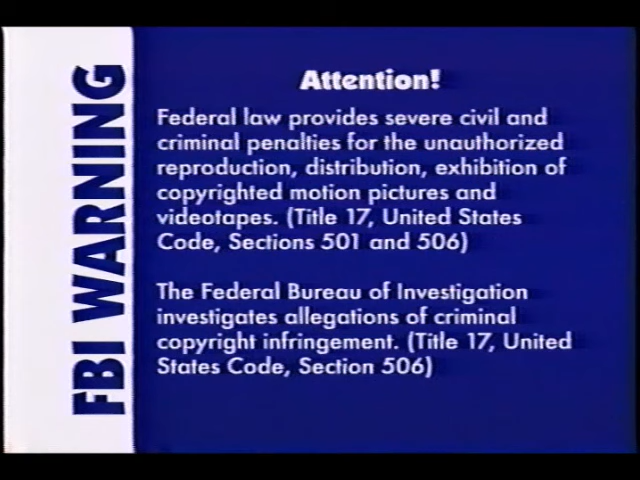 FBI WARNING
Attention!
Federal law provides severe civil and
criminal penalties for the unauthorized
reproduction, distribution, exhibition of
copyrighted motion pictures and
videotapes. (Title 17, United States
Code, Sections 501 and 506)
The Federal Bureau of Investigation
investigates allegations of criminal
copyright infringement. (Title 17, United
States Code, Section 506)